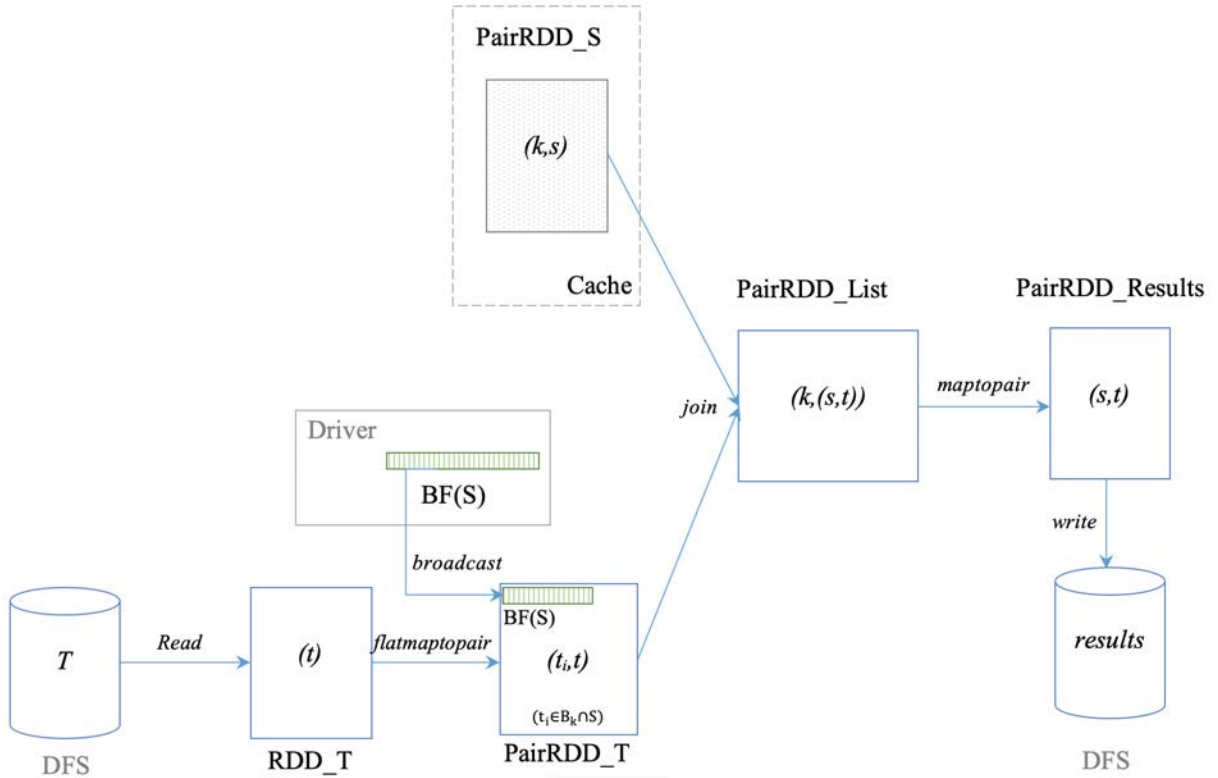 PairRDD_S
(k,s)
Cache
PairRDD_List
PairRDD_Results
(k,(s,t))
maptopair
(s,t)
join
Driver
BF(S)
broadcast
write
BF(S)
T
Read
(t)
flatmaptopair
(tᵢ,t)
(tᵢ∈Bₖ∩S)
results
DFS
RDD_T
PairRDD_T
DFS